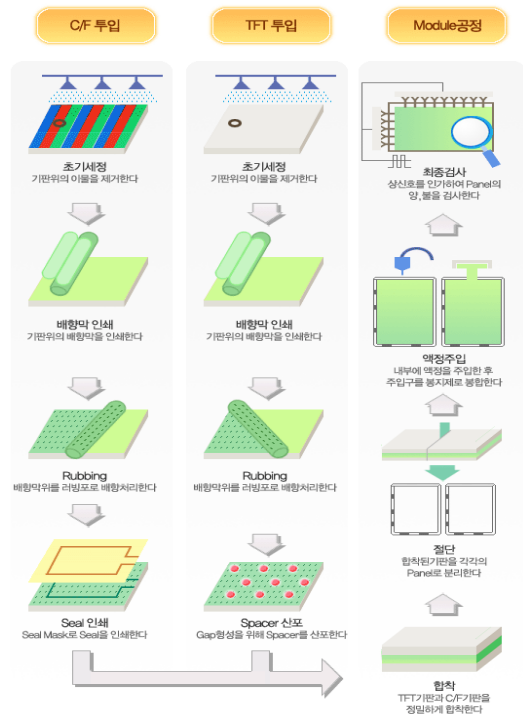 C/F 투입
TFT 투입
Module공정
초기세정
기판위의 이물을 제거한다
배향막 인쇄
기판위의 배향막을 인쇄한다
Rubbing
배향막위를 러빙포로 배향처리한다
Seal 인쇄
Seal Mask로 Seal을 인쇄한다
초기세정
기판위의 이물을 제거한다
배향막 인쇄
기판위의 배향막을 인쇄한다
Rubbing
배향막위를 러빙포로 배향처리한다
Spacer 산포
Gap형성을 위해 Spacer를 산포한다
최종검사
상신호를 인가하여 Panel의
양,불을 검사한다
액정주입
내부에 액정을 주입한 후
주입구를 봉지제로 봉합한다
절단
합착된기판을 각각의
Panel로 분리한다
합착
TFT기판과 C/F기판을
정밀하게 합착한다